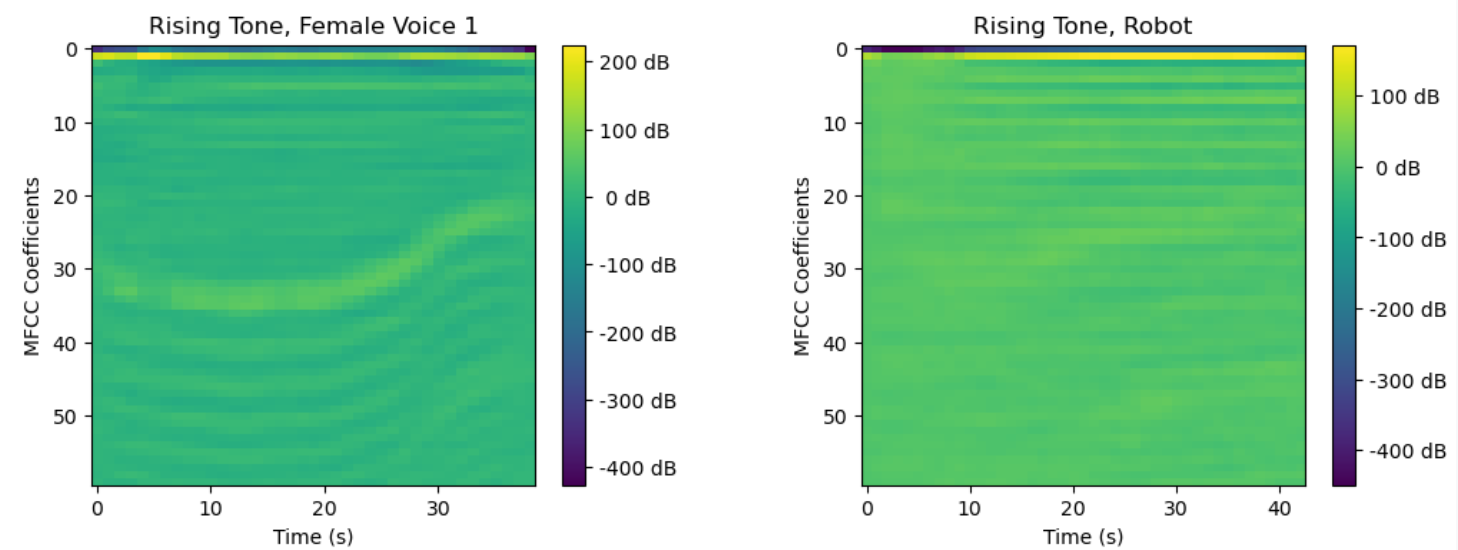 Rising Tone, Female Voice 1
MFCC Coefficients
0
10
20
30
40
50
0 10 20 30
Time (s)
200 dB
100 dB
0 dB
-100 dB
-200 dB
-300 dB
-400 dB
Rising Tone, Robot
MFCC Coefficients
0
10
20
30
40
50
0 10 20 30 40
Time (s)
100 dB
0 dB
-100 dB
-200 dB
-300 dB
-400 dB